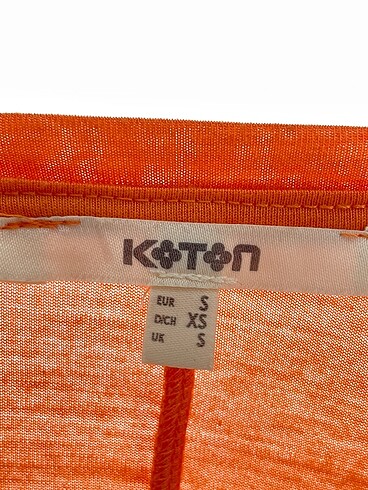 KOTON
EUR S
D/CH XS
UK S